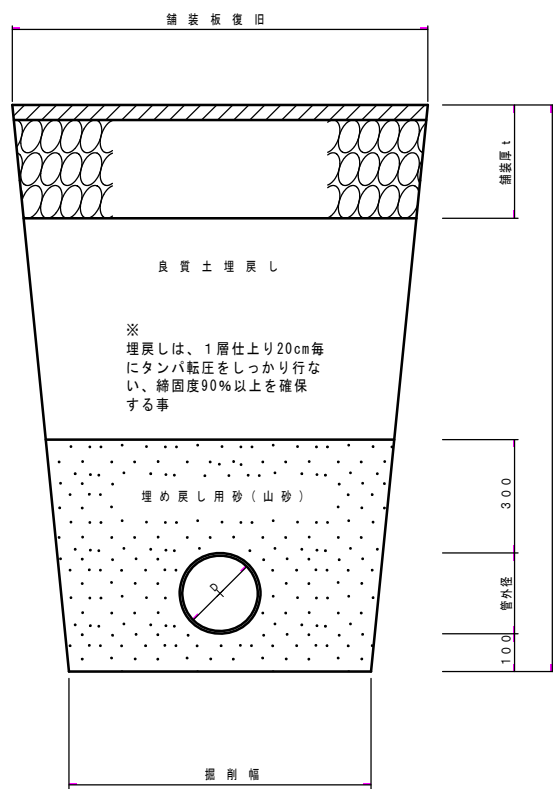 舗装板復旧
舗装厚 t
良質土埋戻し
※
埋戻しは、1層仕上り20cm毎
にタンパ転圧をしっかり行な
い、締固度90%以上を確保
する事
埋め戻し用砂(山砂)
300
管外径
100
掘削幅